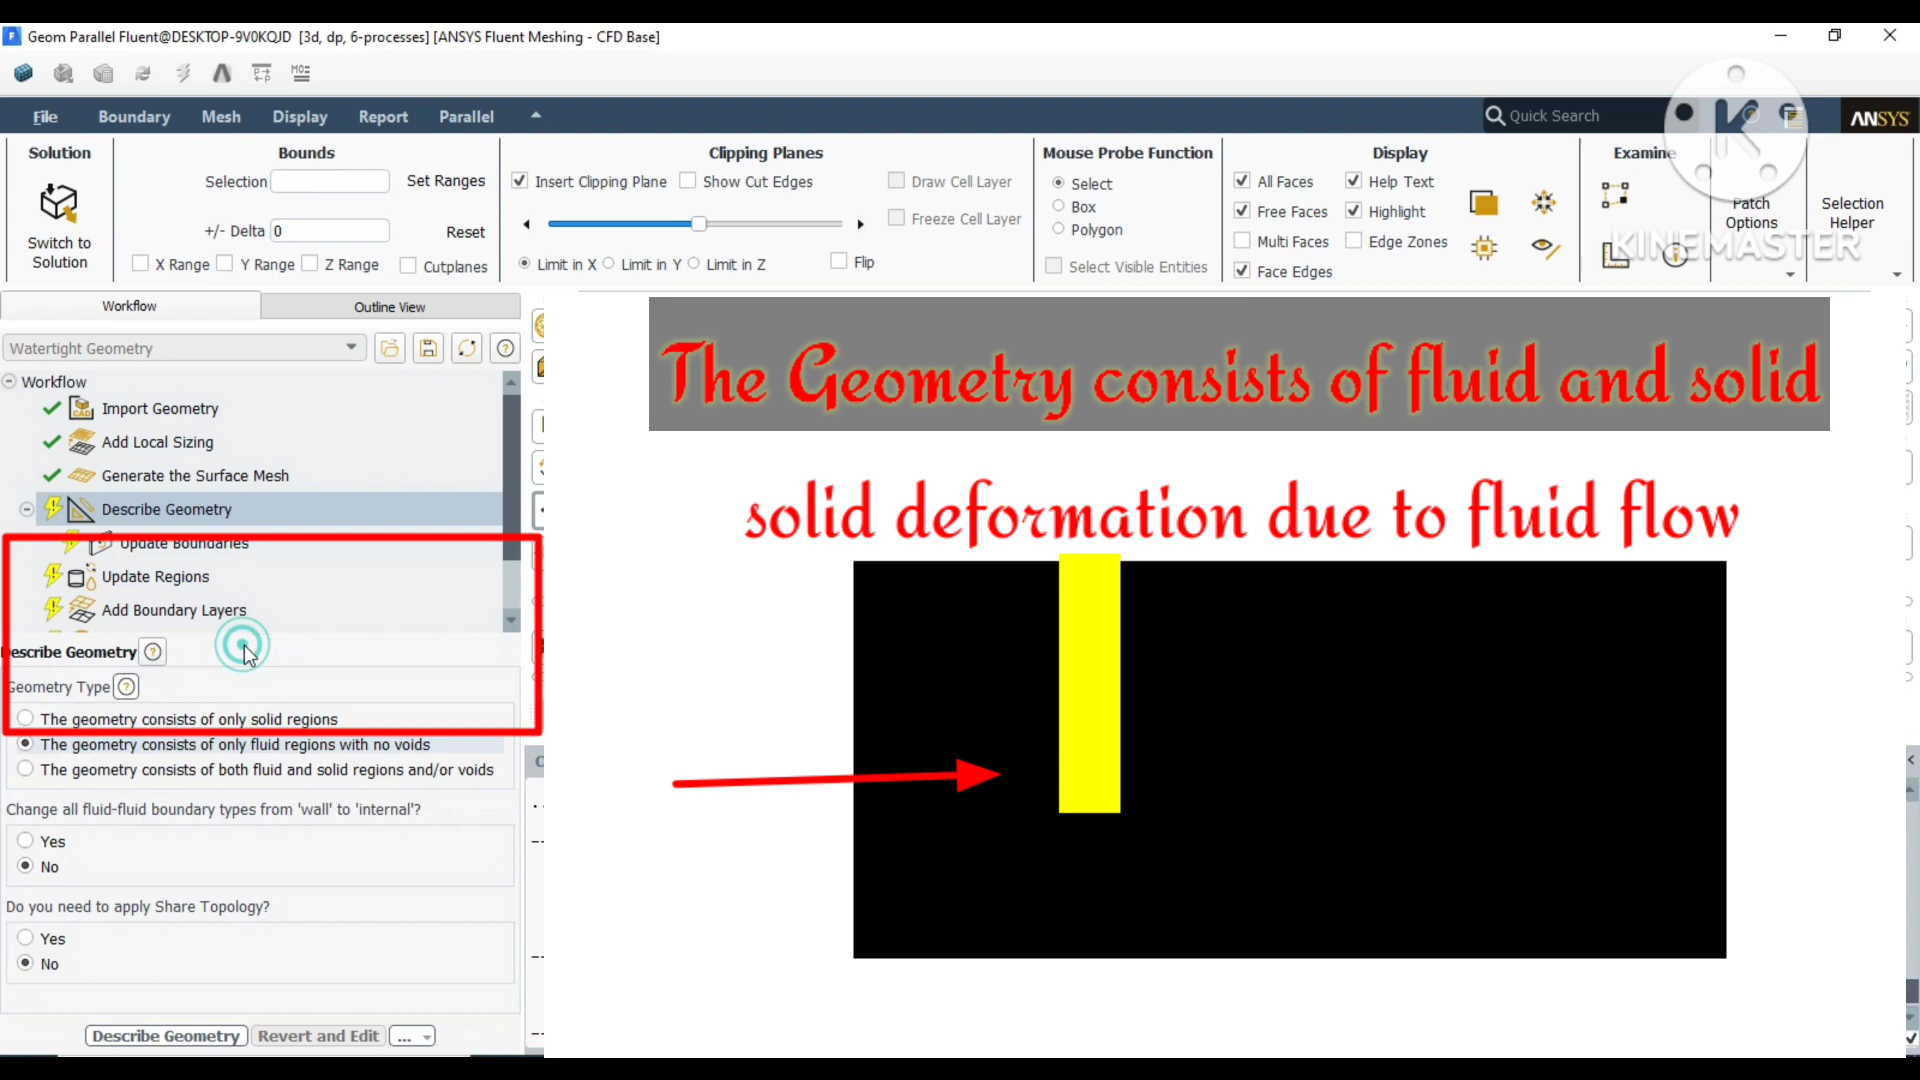 Geom Parallel Fluent@DESKTOP-9V0KQJD [3d, dp, 6-processes] [ANSYS Fluent Meshing - CFD Base]
File Boundary Mesh Display Report Parallel Quick Search ANSYS
Solution Bounds Clipping Planes Mouse Probe Function Display Examine
Selection Set Ranges Insert Clipping Plane Show Cut Edges Draw Cell Layer Select All Faces Help Text
Switch to Solution
+/- Delta 0 Reset Freeze Cell Layer Box Free Faces Highlight Patch Options Selection Helper
Polygon Multi Faces Edge Zones
X Range Y Range Z Range Cutplanes Limit in X Limit in Y Limit in Z Flip Select Visible Entities Face Edges
KINEMASTER
Workflow Outline View
Watertight Geometry
Workflow
Import Geometry
Add Local Sizing
Generate the Surface Mesh
Describe Geometry
Update Boundaries
Update Regions
Add Boundary Layers
escribe Geometry
Geometry Type
The geometry consists of only solid regions
The geometry consists of only fluid regions with no voids
The geometry consists of both fluid and solid regions and/or voids
Change all fluid-fluid boundary types from 'wall' to 'internal'?
Yes
No
Do you need to apply Share Topology?
Yes
No
Describe Geometry Revert and Edit ...
The Geometry consists of fluid and solid
solid deformation due to fluid flow